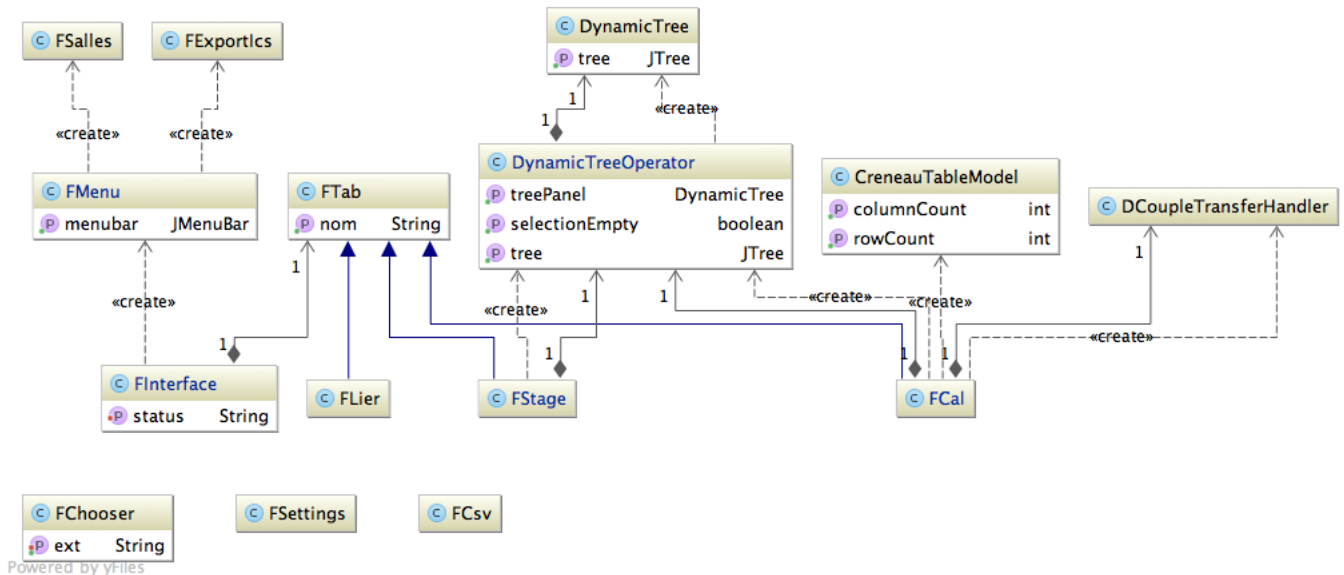 C DynamicTree
P tree JTree
C FSalles
C FExportIcs
1
«create»
1
«create»
«create»
C DynamicTreeOperator
P treePanel DynamicTree
P selectionEmpty boolean
P tree JTree
C CreneauTableModel
P columnCount int
P rowCount int
C FMenu
P menubar JMenuBar
C FTab
P nom String
C DCoupleTransferHandler
1
1
«create»
«create»
1
1
«create»
«create»
1
1
1
1
«create»
C FInterface
P status String
C FLier
C FStage
C FCal
C FChooser
P ext String
C FSettings
C FCsv
Powered by yFiles